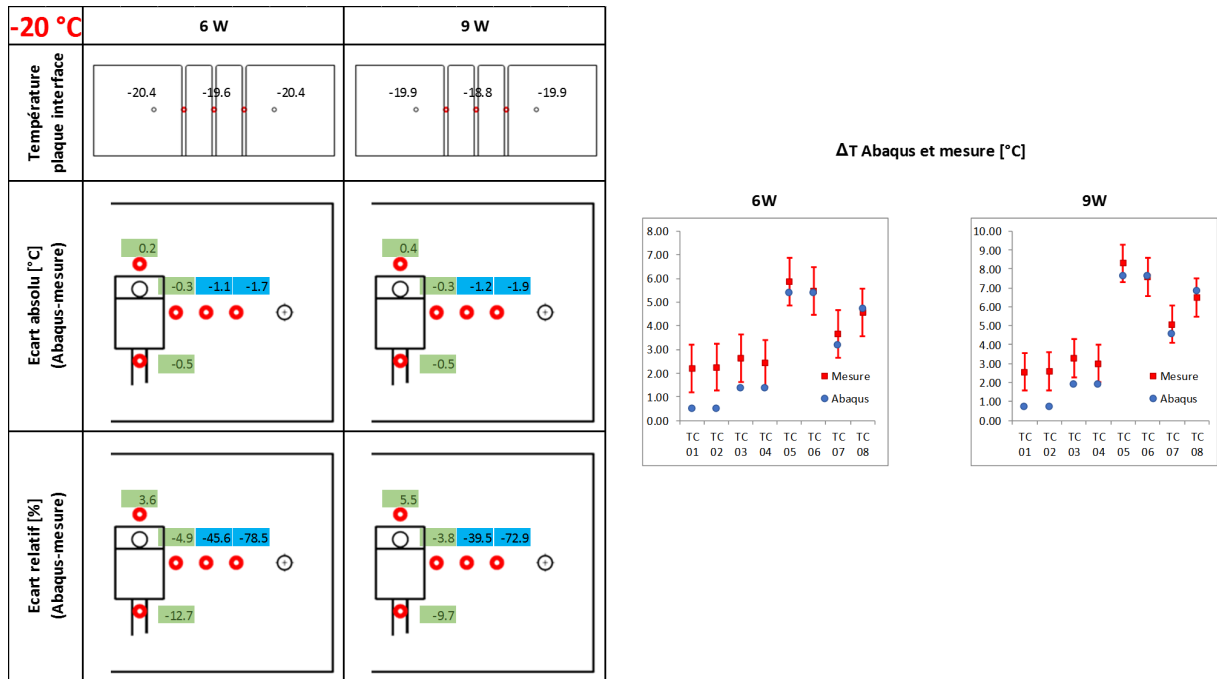 -20 °C 6 W 9 W
Température
plaque interface
-20.4 -19.6 -20.4
-19.9 -18.8 -19.9
Ecart absolu [°C]
(Abaqus-mesure)
0.2
-0.3 -1.1 -1.7
-0.5
0.4
-0.3 -1.2 -1.9
-0.5
Ecart relatif [%]
(Abaqus-mesure)
3.6
-4.9 -45.6 -78.5
-12.7
5.5
-3.8 -39.5 -72.9
-9.7
ΔT Abaqus et mesure [°C]
6W
8.00
7.00
6.00
5.00
4.00
3.00
2.00
1.00
0.00
Mesure
Abaqus
TC TC TC TC TC TC TC TC
01 02 03 04 05 06 07 08
9W
10.00
9.00
8.00
7.00
6.00
5.00
4.00
3.00
2.00
1.00
0.00
Mesure
Abaqus
TC TC TC TC TC TC TC TC
01 02 03 04 05 06 07 08